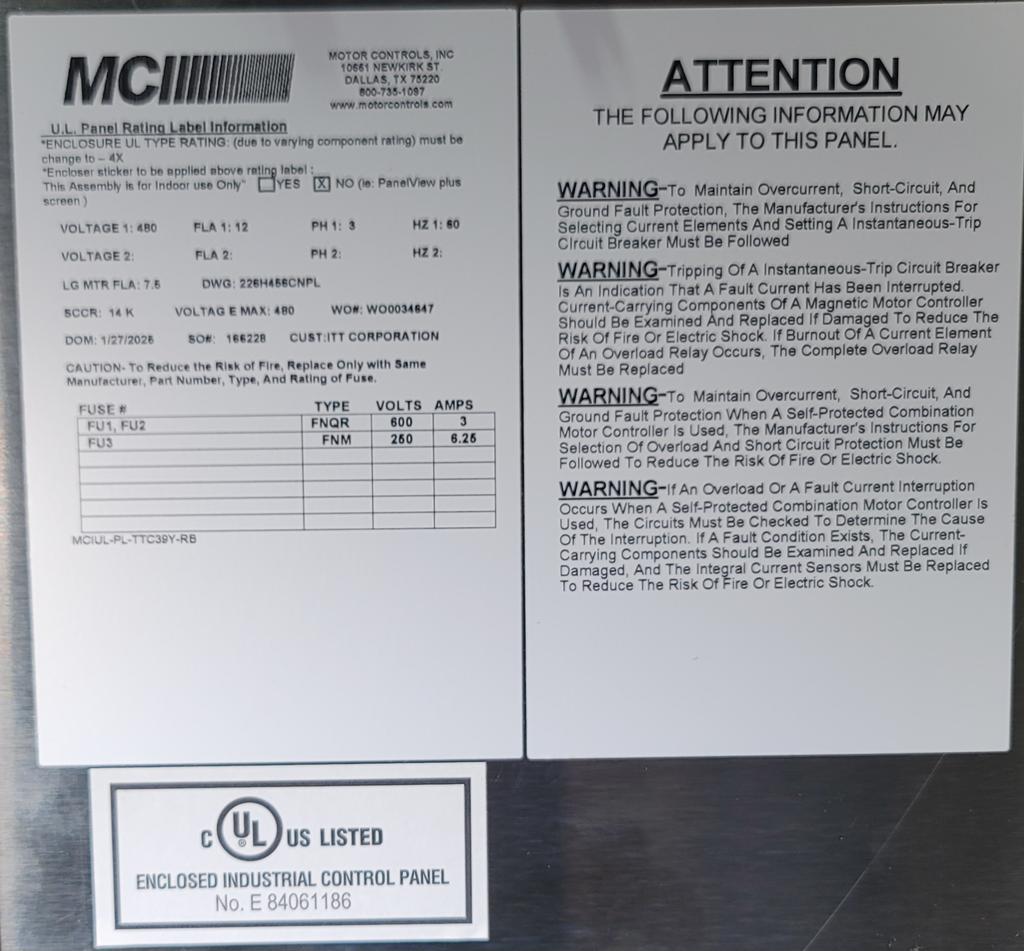 MCI
MOTOR CONTROLS, INC
10661 NEWKIRK ST.
DALLAS, TX 75220
800-735-1087
www.motorcontrols.com
U.L. Panel Rating Label Information
*ENCLOSURE UL TYPE RATING: (due to varying component rating) must be
change to – 4X
*Encloser sticker to be applied above rating label :
This Assembly is for Indoor use Only" YES X NO (ie: PanelView plus
screen )
VOLTAGE 1: 480 FLA 1: 12 PH 1: 3 HZ 1: 60
VOLTAGE 2: FLA 2: PH 2: HZ 2:
LG MTR FLA: 7.6 DWG: 226H456CNPL
SCCR: 14 K VOLTAG E MAX: 480 WO#: WO0034647
DOM: 1/27/2026 SO#: 166228 CUST:ITT CORPORATION
CAUTION- To Reduce the Risk of Fire, Replace Only with Same
Manufacturer, Part Number, Type, And Rating of Fuse.
FUSE # TYPE VOLTS AMPS
FU1, FU2 FNQR 600 3
FU3 FNM 250 6.25
MCIUL-PL-TTC39Y-RB
ATTENTION
THE FOLLOWING INFORMATION MAY
APPLY TO THIS PANEL.
WARNING-To Maintain Overcurrent, Short-Circuit, And
Ground Fault Protection, The Manufacturer's Instructions For
Selecting Current Elements And Setting A Instantaneous-Trip
Circuit Breaker Must Be Followed
WARNING-Tripping Of A Instantaneous-Trip Circuit Breaker
Is An Indication That A Fault Current Has Been Interrupted.
Current-Carrying Components Of A Magnetic Motor Controller
Should Be Examined And Replaced If Damaged To Reduce The
Risk Of Fire Or Electric Shock. If Burnout Of A Current Element
Of An Overload Relay Occurs, The Complete Overload Relay
Must Be Replaced
WARNING-To Maintain Overcurrent, Short-Circuit, And
Ground Fault Protection When A Self-Protected Combination
Motor Controller Is Used, The Manufacturer's Instructions For
Selection Of Overload And Short Circuit Protection Must Be
Followed To Reduce The Risk Of Fire Or Electric Shock.
WARNING-If An Overload Or A Fault Current Interruption
Occurs When A Self-Protected Combination Motor Controller Is
Used, The Circuits Must Be Checked To Determine The Cause
Of The Interruption. If A Fault Condition Exists, The Current-
Carrying Components Should Be Examined And Replaced If
Damaged, And The Integral Current Sensors Must Be Replaced
To Reduce The Risk Of Fire Or Electric Shock.
C UL ® US LISTED
ENCLOSED INDUSTRIAL CONTROL PANEL
No. E 84061186